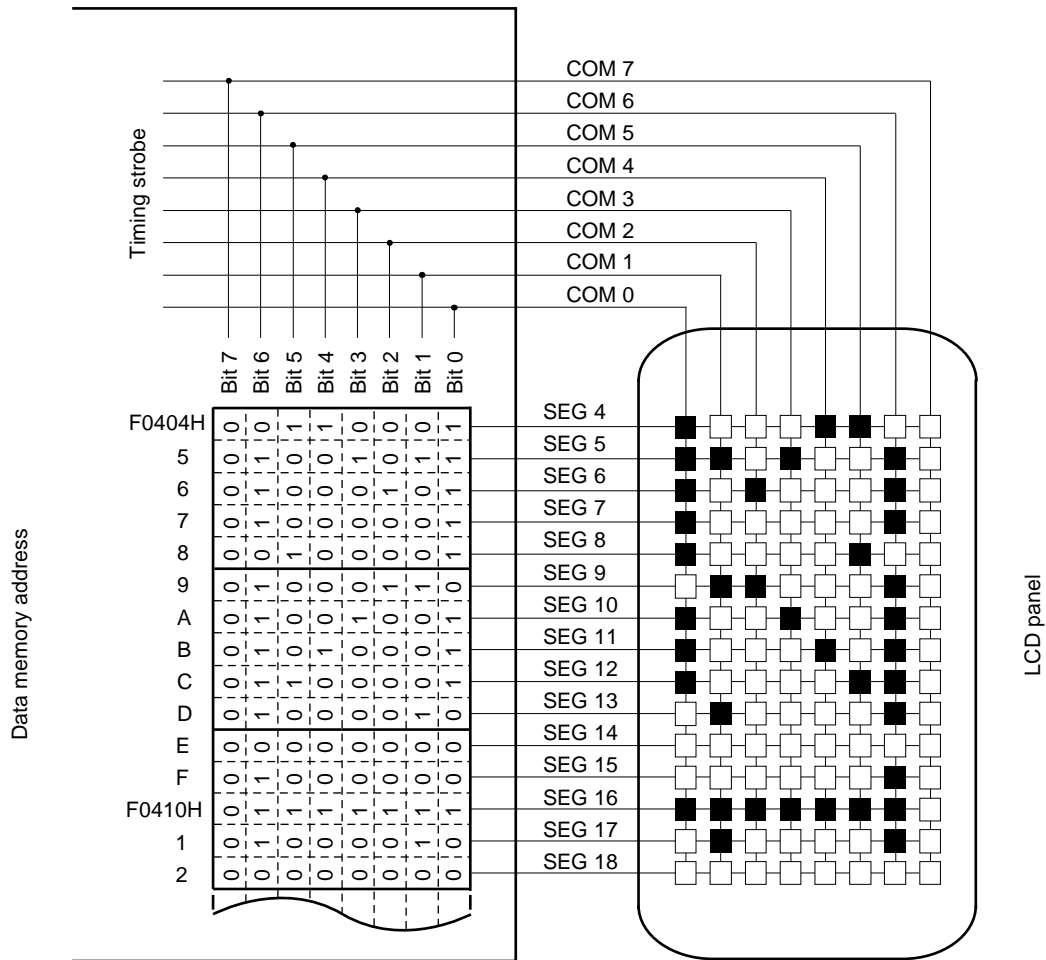 COM 7
COM 6
COM 5
COM 4
COM 3
COM 2
COM 1
COM 0
Timing strobe
Bit 7 Bit 6 Bit 5 Bit 4 Bit 3 Bit 2 Bit 1 Bit 0
F0404H 0 0 1 1 0 0 0 1 SEG 4
5 0 1 0 0 1 0 1 1 SEG 5
6 0 1 0 0 0 1 0 1 SEG 6
7 0 1 0 0 0 0 0 1 SEG 7
8 0 0 1 0 0 0 0 1 SEG 8
9 0 1 0 0 0 1 1 0 SEG 9
A 0 1 0 0 1 0 0 1 SEG 10
B 0 1 0 1 0 0 0 1 SEG 11
C 0 1 1 0 0 0 0 1 SEG 12
D 0 1 0 0 0 0 1 0 SEG 13
E 0 0 0 0 0 0 0 0 SEG 14
F 0 1 0 0 0 0 0 0 SEG 15
F0410H 0 1 1 1 1 1 1 1 SEG 16
1 0 1 0 0 0 0 1 0 SEG 17
2 0 0 0 0 0 0 0 0 SEG 18
Data memory address
LCD panel